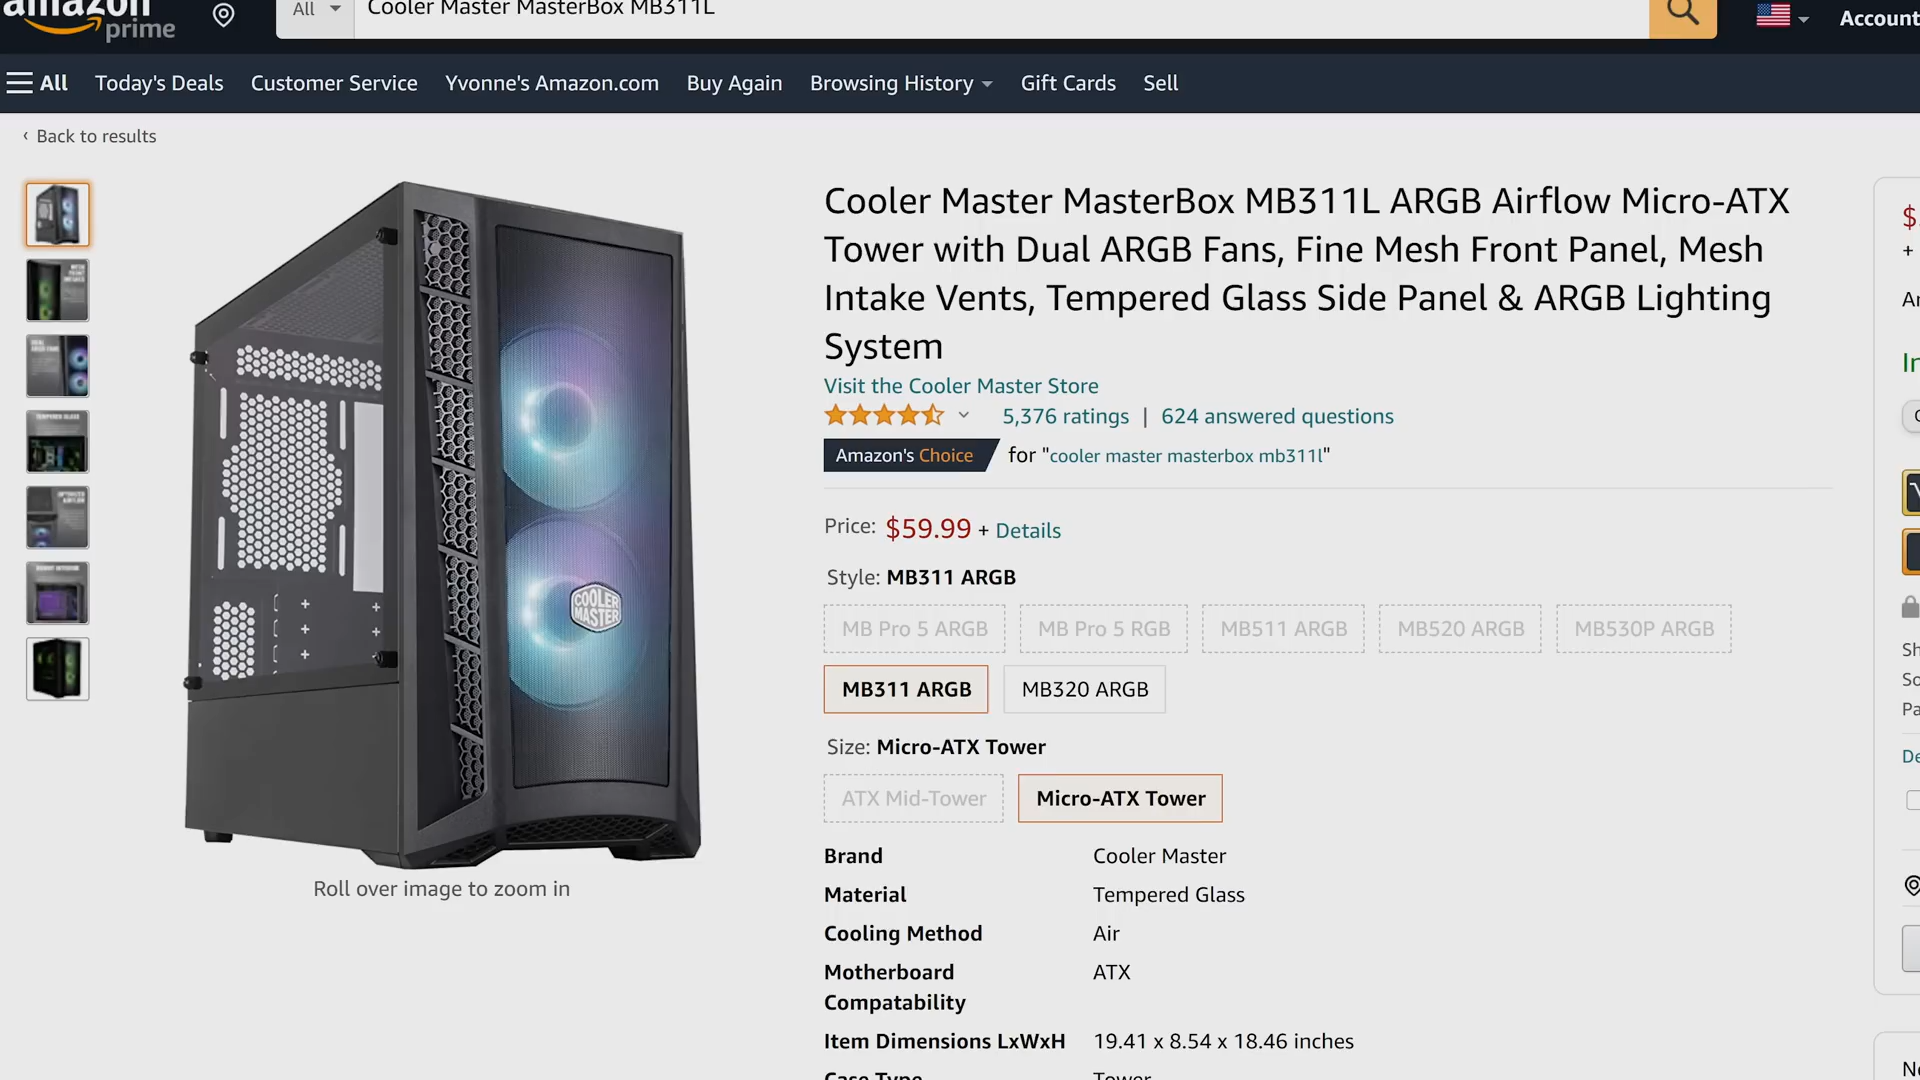 amazon
prime
All
Cooler Master MasterBox MB311L
Account
All
Today's Deals
Customer Service
Yvonne's Amazon.com
Buy Again
Browsing History
Gift Cards
Sell
‹ Back to results
Cooler Master MasterBox MB311L ARGB Airflow Micro-ATX
Tower with Dual ARGB Fans, Fine Mesh Front Panel, Mesh
Intake Vents, Tempered Glass Side Panel & ARGB Lighting
System
Visit the Cooler Master Store
5,376 ratings | 624 answered questions
Amazon's Choice for "cooler master masterbox mb311l"
Price: $59.99 + Details
Style: MB311 ARGB
MB Pro 5 ARGB
MB Pro 5 RGB
MB511 ARGB
MB520 ARGB
MB530P ARGB
MB311 ARGB
MB320 ARGB
Size: Micro-ATX Tower
ATX Mid-Tower
Micro-ATX Tower
Brand Cooler Master
Material Tempered Glass
Cooling Method Air
Motherboard ATX
Compatability
Item Dimensions LxWxH 19.41 x 8.54 x 18.46 inches
Case Type Tower
COOLER
MASTER
Roll over image to zoom in
$
+